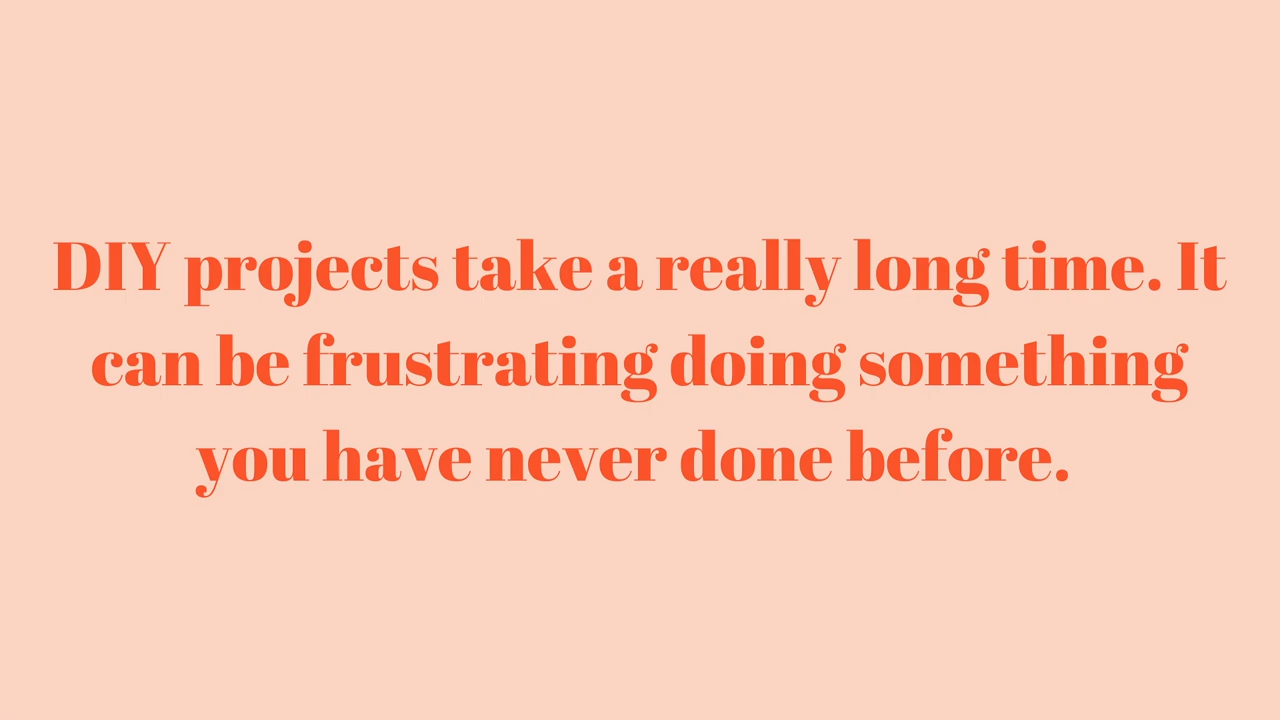 DIY projects take a really long time. It
can be frustrating doing something
you have never done before.